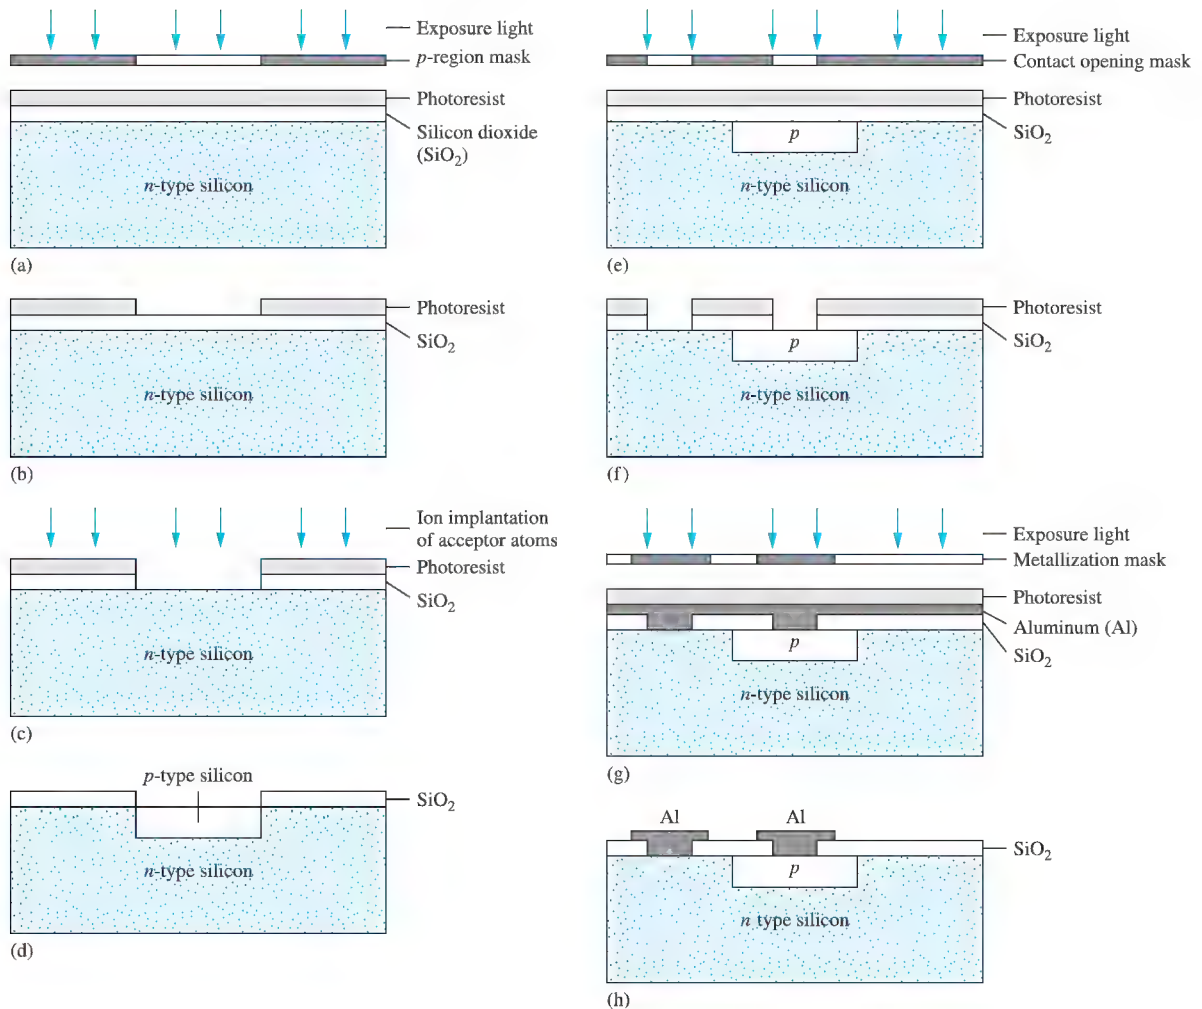 Exposure light
p-region mask
Photoresist
Silicon dioxide
(SiO₂)
n-type silicon
(a)
Photoresist
SiO₂
n-type silicon
(b)
Ion implantation
of acceptor atoms
Photoresist
SiO₂
n-type silicon
(c)
p-type silicon
SiO₂
n-type silicon
(d)
Exposure light
Contact opening mask
Photoresist
SiO₂
p
n-type silicon
(e)
Photoresist
SiO₂
p
n-type silicon
(f)
Exposure light
Metallization mask
Photoresist
Aluminum (Al)
SiO₂
p
n-type silicon
(g)
Al Al
SiO₂
p
n type silicon
(h)